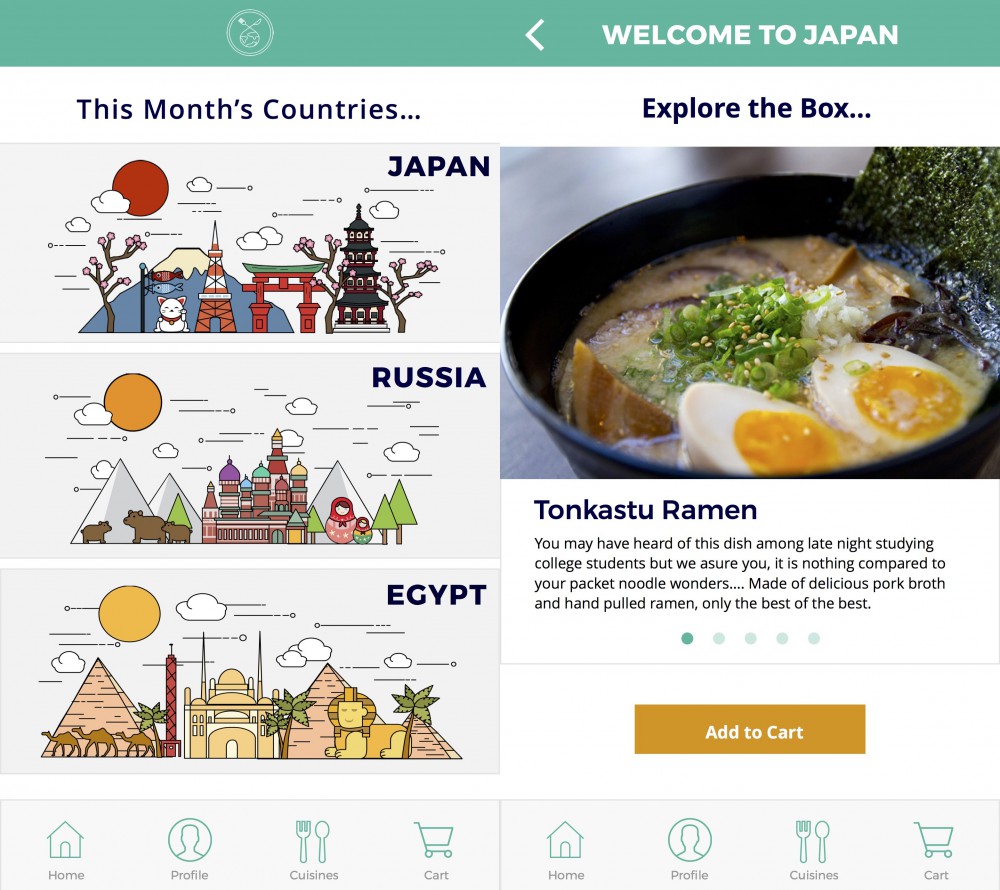 This Month’s Countries...
JAPAN
RUSSIA
EGYPT
Home
Profile
Cuisines
Cart
WELCOME TO JAPAN
Explore the Box...
Tonkastu Ramen
You may have heard of this dish among late night studying
college students but we asure you, it is nothing compared to
your packet noodle wonders.... Made of delicious pork broth
and hand pulled ramen, only the best of the best.
Add to Cart
Home
Profile
Cuisines
Cart